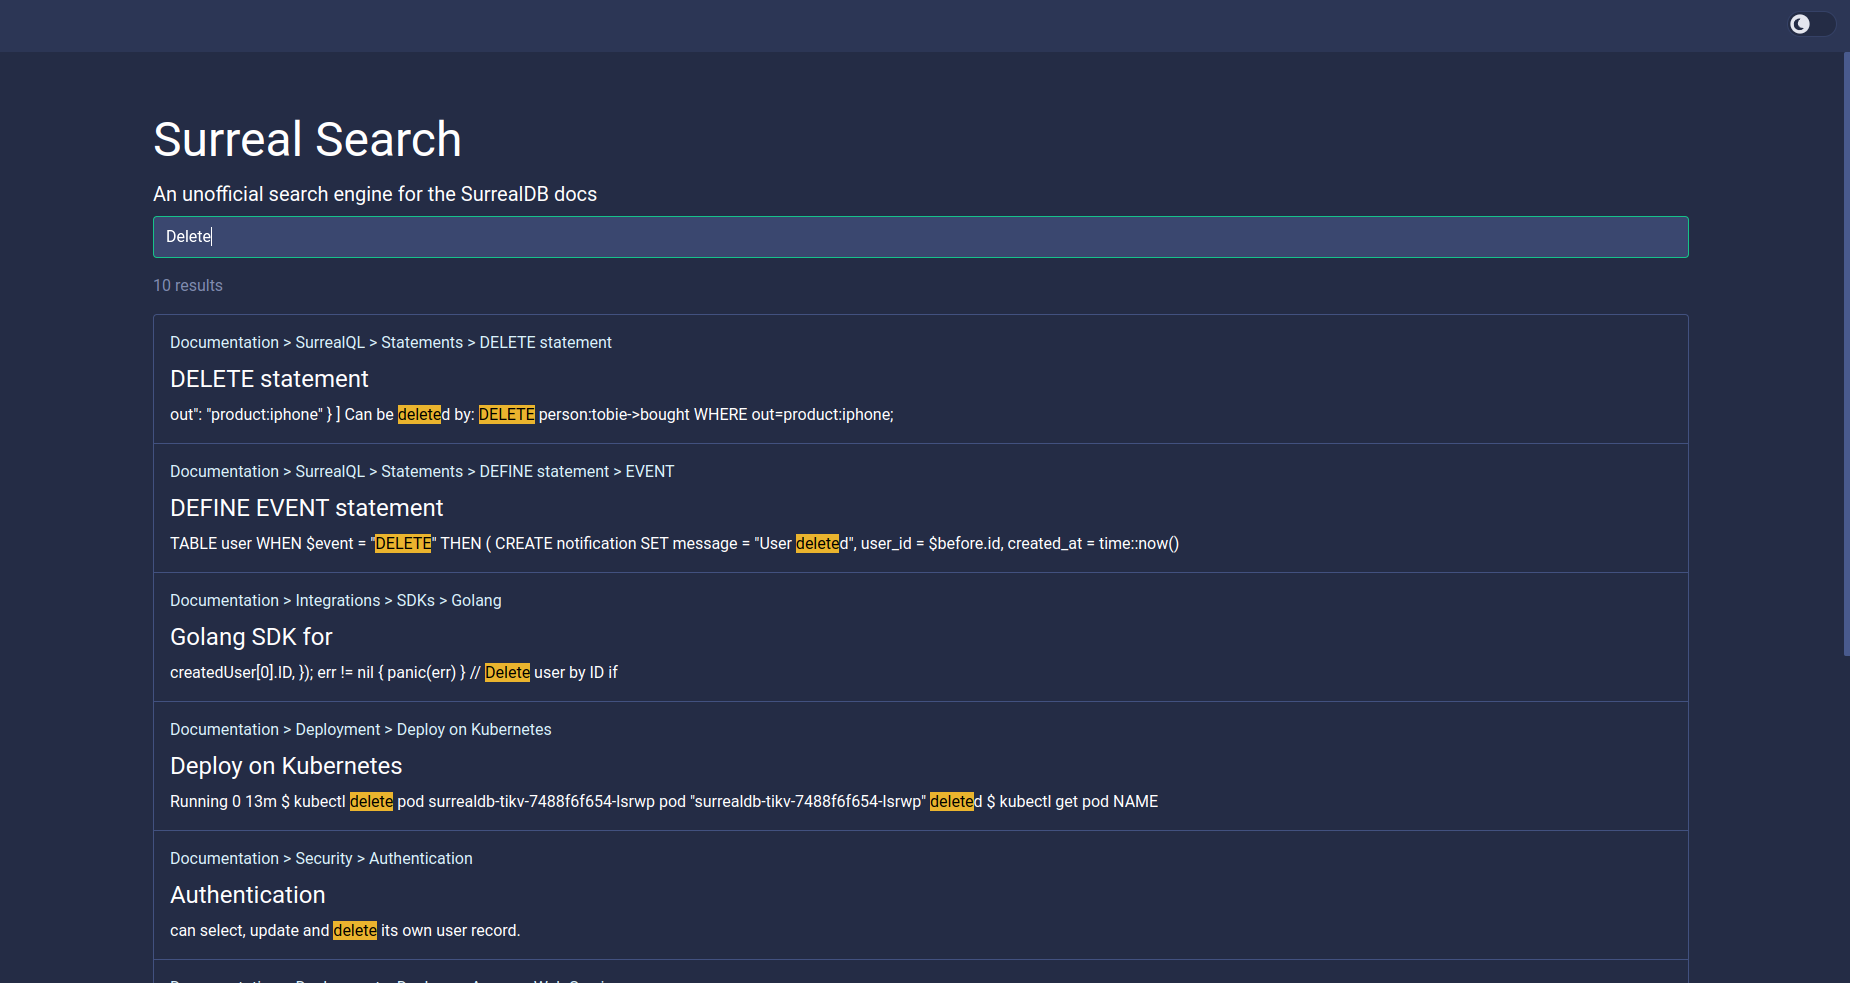 Surreal Search
An unofficial search engine for the SurrealDB docs
Delete
10 results
Documentation > SurrealQL > Statements > DELETE statement
DELETE statement
out": "product:iphone" } ] Can be deleted by: DELETE person:tobie->bought WHERE out=product:iphone;
Documentation > SurrealQL > Statements > DEFINE statement > EVENT
DEFINE EVENT statement
TABLE user WHEN $event = "DELETE" THEN ( CREATE notification SET message = "User deleted", user_id = $before.id, created_at = time::now()
Documentation > Integrations > SDKs > Golang
Golang SDK for
createdUser[0].ID, }); err != nil { panic(err) } // Delete user by ID if
Documentation > Deployment > Deploy on Kubernetes
Deploy on Kubernetes
Running 0 13m $ kubectl delete pod surrealdb-tikv-7488f6f654-lsrwp pod "surrealdb-tikv-7488f6f654-lsrwp" deleted $ kubectl get pod NAME
Documentation > Security > Authentication
Authentication
can select, update and delete its own user record.